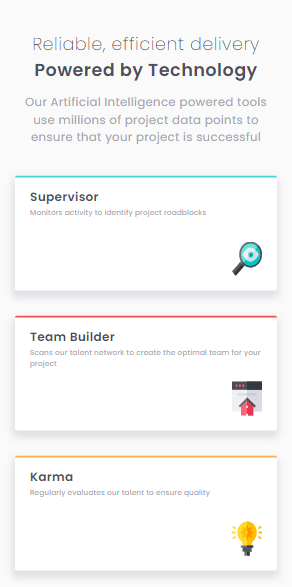 Reliable, efficient delivery
Powered by Technology
Our Artificial Intelligence powered tools
use millions of project data points to
ensure that your project is successful
Supervisor
Monitors activity to identify project roadblocks
Team Builder
Scans our talent network to create the optimal team for your
project
Karma
Regularly evaluates our talent to ensure quality